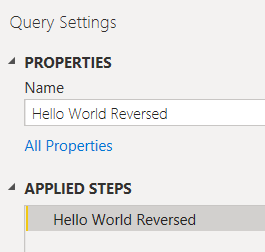 Query Settings
PROPERTIES
Name
Hello World Reversed
All Properties
APPLIED STEPS
Hello World Reversed